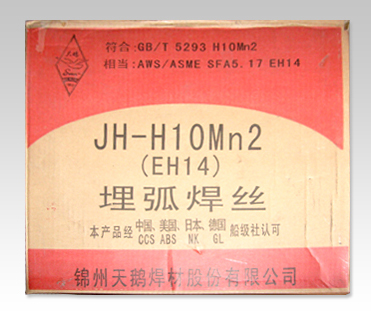 符合:GB/T 5293 H10Mn2
相当:AWS/ASME SFA5.17 EH14
JH-H10Mn2
(EH14)
埋弧焊丝
本产品经中国、美国、日本、德国船级社认可
CCS ABS NK GL
锦州天鹅焊材股份有限公司